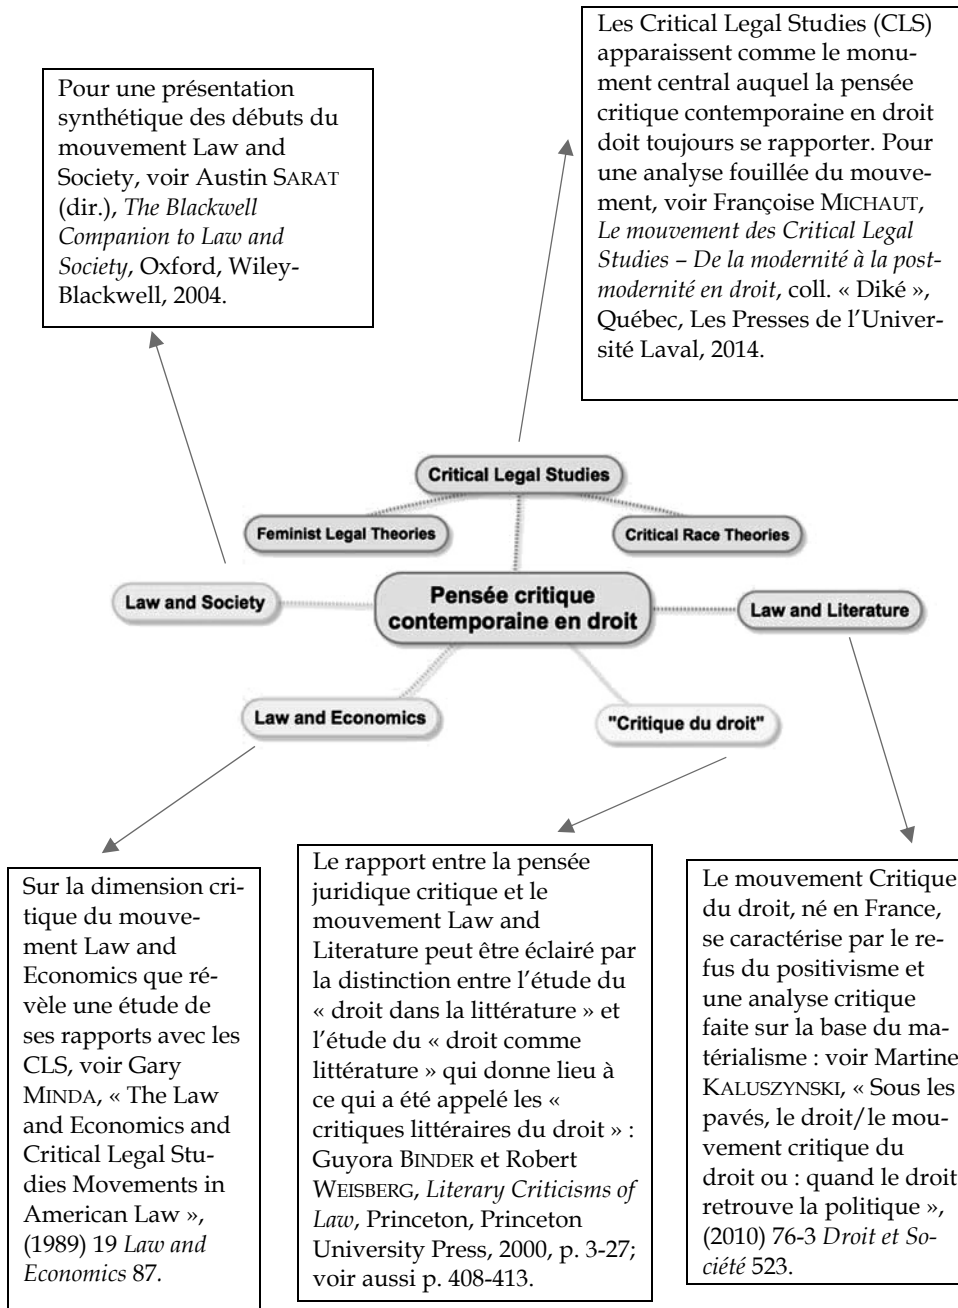 Pour une présentation
synthétique des débuts du
mouvement Law and
Society, voir Austin SARAT
(dir.), The Blackwell
Companion to Law and
Society, Oxford, Wiley-
Blackwell, 2004.
Les Critical Legal Studies (CLS)
apparaissent comme le monu-
ment central auquel la pensée
critique contemporaine en droit
doit toujours se rapporter. Pour
une analyse fouillée du mouve-
ment, voir Françoise MICHAUT,
Le mouvement des Critical Legal
Studies – De la modernité à la post-
modernité en droit, coll. « Diké »,
Québec, Les Presses de l'Univer-
sité Laval, 2014.
Critical Legal Studies
Feminist Legal Theories
Critical Race Theories
Law and Society
Pensée critique
contemporaine en droit
Law and Literature
Law and Economics
"Critique du droit"
Sur la dimension cri-
tique du mouve-
ment Law and
Economics que ré-
vèle une étude de
ses rapports avec les
CLS, voir Gary
MINDA, « The Law
and Economics and
Critical Legal Stu-
dies Movements in
American Law »,
(1989) 19 Law and
Economics 87.
Le rapport entre la pensée
juridique critique et le
mouvement Law and
Literature peut être éclairé par
la distinction entre l'étude du
« droit dans la littérature » et
l'étude du « droit comme
littérature » qui donne lieu à
ce qui a été appelé les «
critiques littéraires du droit » :
Guyora BINDER et Robert
WEISBERG, Literary Criticisms of
Law, Princeton, Princeton
University Press, 2000, p. 3-27;
voir aussi p. 408-413.
Le mouvement Critique
du droit, né en France,
se caractérise par le re-
fus du positivisme et
une analyse critique
faite sur la base du ma-
térialisme : voir Martine
KALUSZYNSKI, « Sous les
pavés, le droit/le mou-
vement critique du
droit ou : quand le droit
retrouve la politique »,
(2010) 76-3 Droit et So-
ciété 523.